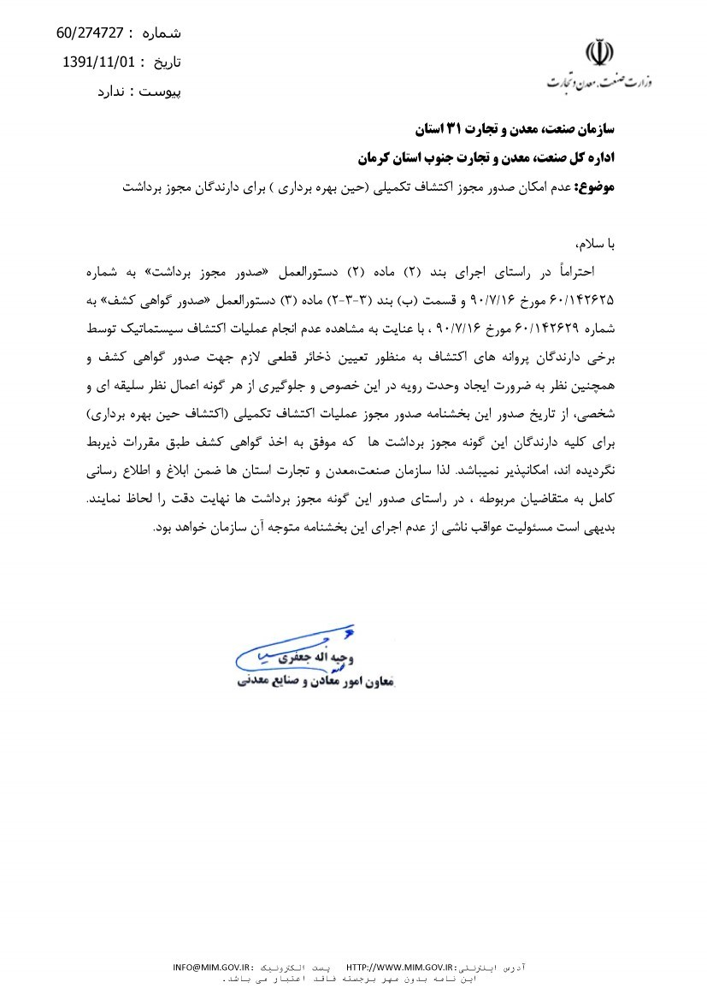 شماره : 60/274727
تاریخ : 1391/11/01
پیوست : ندارد
وزارت صنعت، معدن و تجارت
سازمان صنعت، معدن و تجارت ۳۱ استان
اداره کل صنعت، معدن و تجارت جنوب استان کرمان
موضوع: عدم امکان صدور مجوز اکتشاف تکمیلی (حین بهره برداری ) برای دارندگان مجوز برداشت
با سلام،
احتراماً در راستای اجرای بند (۲) ماده (۲) دستورالعمل «صدور مجوز برداشت» به شماره
۶۰/۱۴۲۶۲۵ مورخ ۹۰/۷/۱۶ و قسمت (ب) بند (۳-۳-۲) ماده (۳) دستورالعمل «صدور گواهی کشف» به
شماره ۶۰/۱۴۲۶۲۹ مورخ ۹۰/۷/۱۶ ، با عنایت به مشاهده عدم انجام عملیات اکتشاف سیستماتیک توسط
برخی دارندگان پروانه های اکتشاف به منظور تعیین ذخائر قطعی لازم جهت صدور گواهی کشف و
همچنین نظر به ضرورت ایجاد وحدت رویه در این خصوص و جلوگیری از هر گونه اعمال نظر سلیقه ای و
شخصی، از تاریخ صدور این بخشنامه صدور مجوز عملیات اکتشاف تکمیلی (اکتشاف حین بهره برداری)
برای کلیه دارندگان این گونه مجوز برداشت ها که موفق به اخذ گواهی کشف طبق مقررات ذیربط
نگردیده اند، امکانپذیر نمیباشد. لذا سازمان صنعت،معدن و تجارت استان ها ضمن ابلاغ و اطلاع رسانی
کامل به متقاضیان مربوطه ، در راستای صدور این گونه مجوز برداشت ها نهایت دقت را لحاظ نمایند.
بدیهی است مسئولیت عواقب ناشی از عدم اجرای این بخشنامه متوجه آن سازمان خواهد بود.
وجیه اله جعفری
معاون امور معادن و صنایع معدنی
آدرس اینترنتی:HTTP://WWW.MIM.GOV.IR پست الکترونیک :INFO@MIM.GOV.IR
این نامه بدون مهر برجسته فاقد اعتبار می باشد.